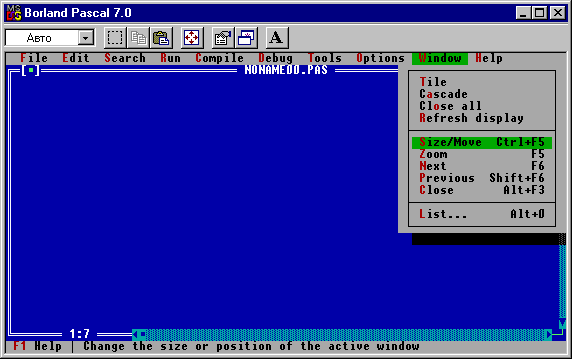 Borland Pascal 7.0
Авто
A
File Edit Search Run Compile Debug Tools Options Window Help
NONAME00.PAS
Tile
Cascade
Close all
Refresh display
Size/Move Ctrl+F5
Zoom F5
Next F6
Previous Shift+F6
Close Alt+F3
List... Alt+0
1:7
F1 Help | Change the size or position of the active window